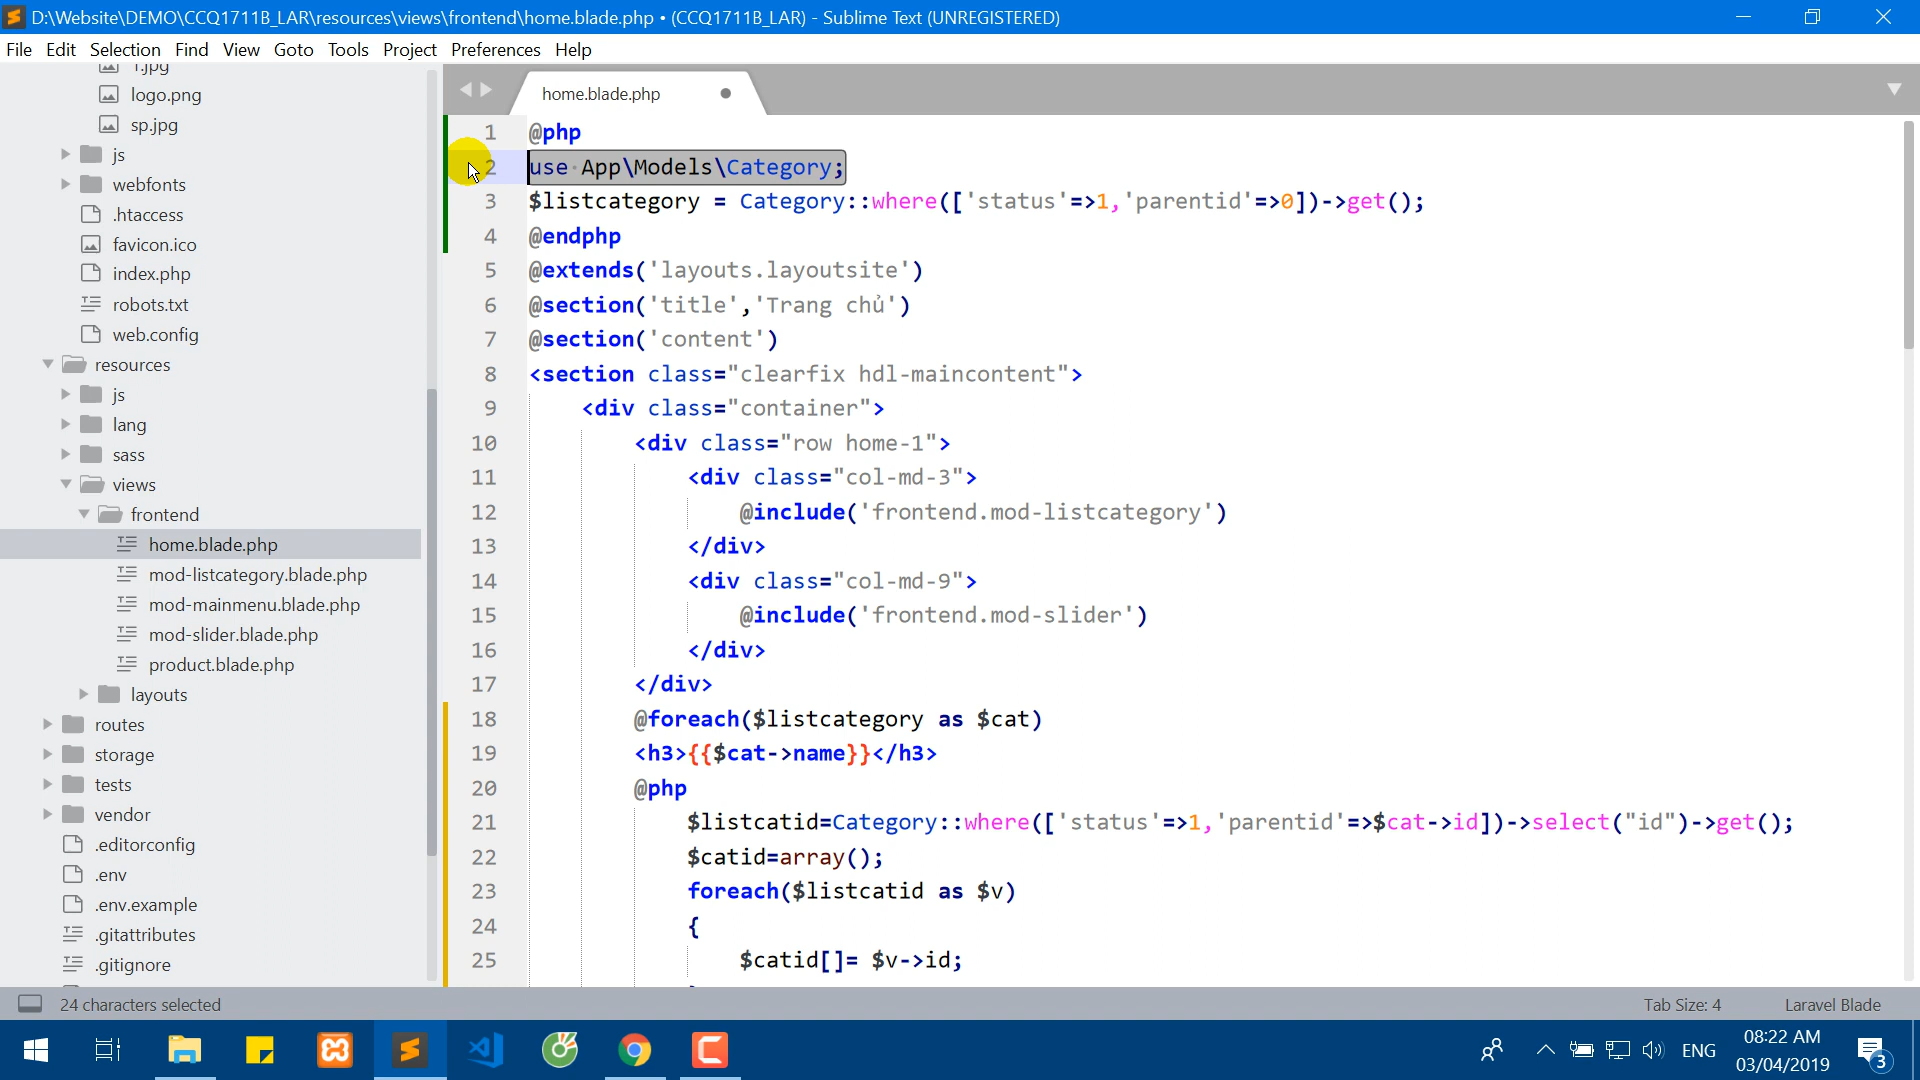 D:\Website\DEMO\CCQ1711B_LAR\resources\views\frontend\home.blade.php • (CCQ1711B_LAR) - Sublime Text (UNREGISTERED)
File Edit Selection Find View Goto Tools Project Preferences Help
1.jpg
logo.png
sp.jpg
js
webfonts
.htaccess
favicon.ico
index.php
robots.txt
web.config
resources
js
lang
sass
views
frontend
home.blade.php
mod-listcategory.blade.php
mod-mainmenu.blade.php
mod-slider.blade.php
product.blade.php
layouts
routes
storage
tests
vendor
.editorconfig
.env
.env.example
.gitattributes
.gitignore
home.blade.php
1 @php
2 use App\Models\Category;
3 $listcategory = Category::where(['status'=>1,'parentid'=>0])->get();
4 @endphp
5 @extends('layouts.layoutsite')
6 @section('title','Trang chủ')
7 @section('content')
8 <section class="clearfix hdl-maincontent">
9 <div class="container">
10 <div class="row home-1">
11 <div class="col-md-3">
12 @include('frontend.mod-listcategory')
13 </div>
14 <div class="col-md-9">
15 @include('frontend.mod-slider')
16 </div>
17 </div>
18 @foreach($listcategory as $cat)
19 <h3>{{$cat->name}}</h3>
20 @php
21 $listcatid=Category::where(['status'=>1,'parentid'=>$cat->id])->select("id")->get();
22 $catid=array();
23 foreach($listcatid as $v)
24 {
25 $catid[]= $v->id;
24 characters selected
Tab Size: 4
Laravel Blade
ENG
08:22 AM
03/04/2019
3